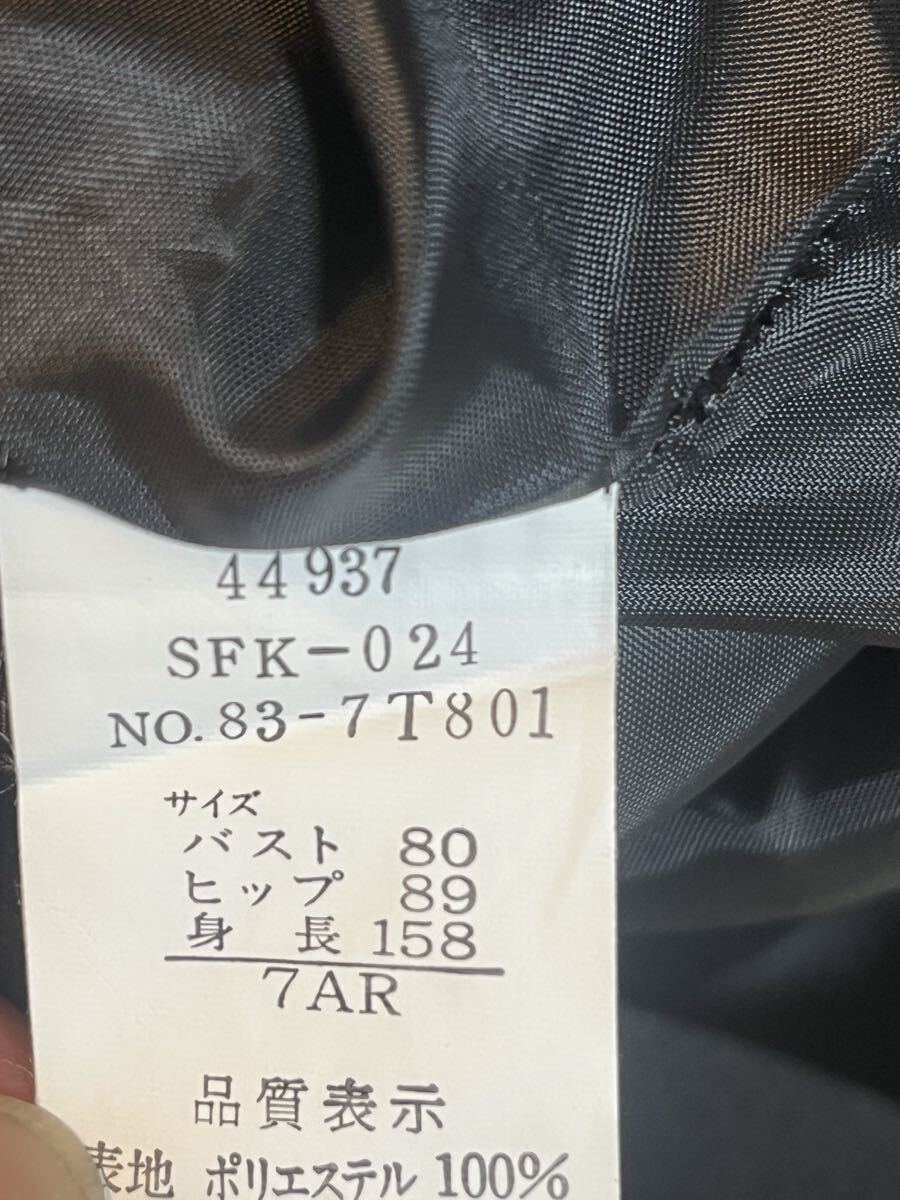 44937
SFK-024
NO. 83-7T801
サイズ
バスト 80
ヒップ 89
身長 158
7AR
品質表示
表地 ポリエステル 100%